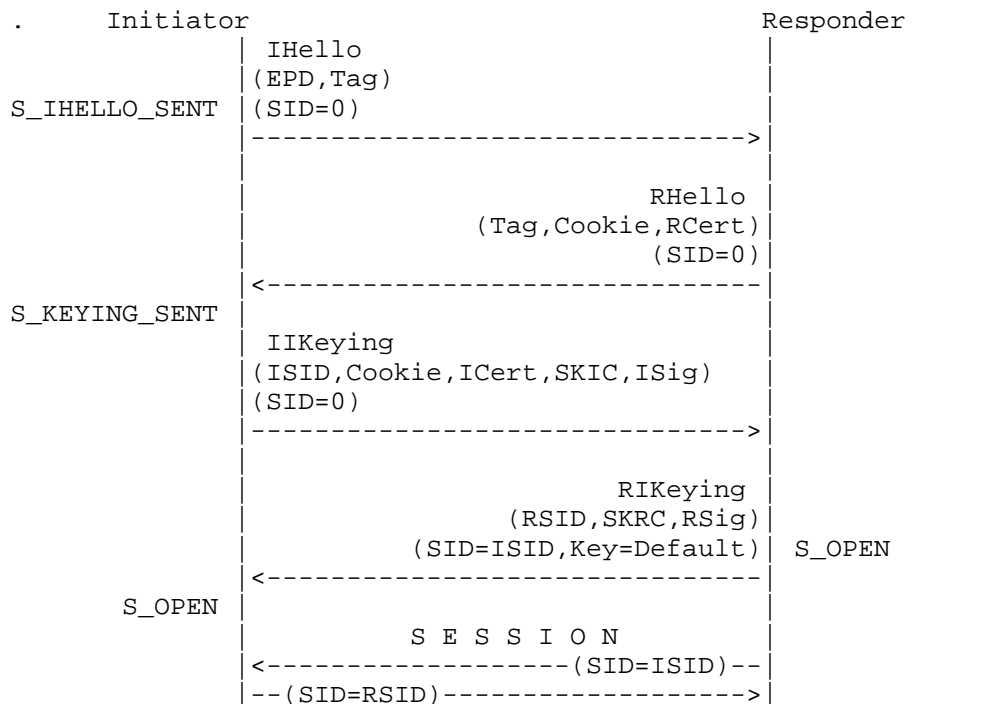 .     Initiator                                Responder
IHello
(EPD,Tag)
S_IHELLO_SENT (SID=0)
------------------------------->
RHello
(Tag,Cookie,RCert)
(SID=0)
<-------------------------------
S_KEYING_SENT
IIKeying
(ISID,Cookie,ICert,SKIC,ISig)
(SID=0)
------------------------------->
RIKeying
(RSID,SKRC,RSig)
(SID=ISID,Key=Default) S_OPEN
<-------------------------------
S_OPEN
S E S S I O N
<-------------------(SID=ISID)--
--(SID=RSID)------------------->